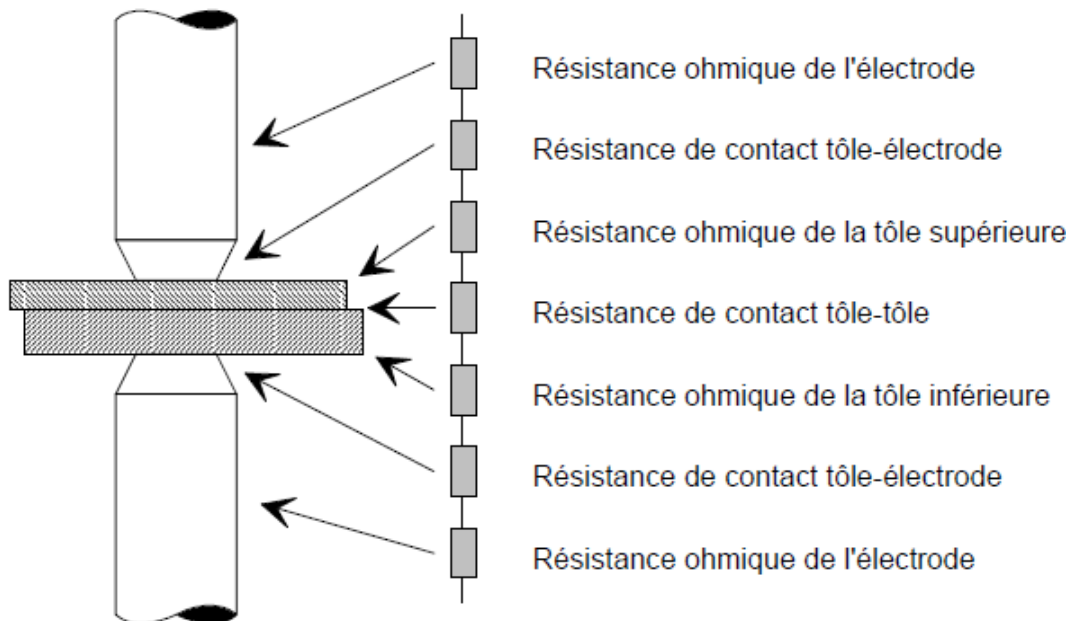 Résistance ohmique de l'électrode
Résistance de contact tôle-électrode
Résistance ohmique de la tôle supérieure
Résistance de contact tôle-tôle
Résistance ohmique de la tôle inférieure
Résistance de contact tôle-électrode
Résistance ohmique de l'électrode